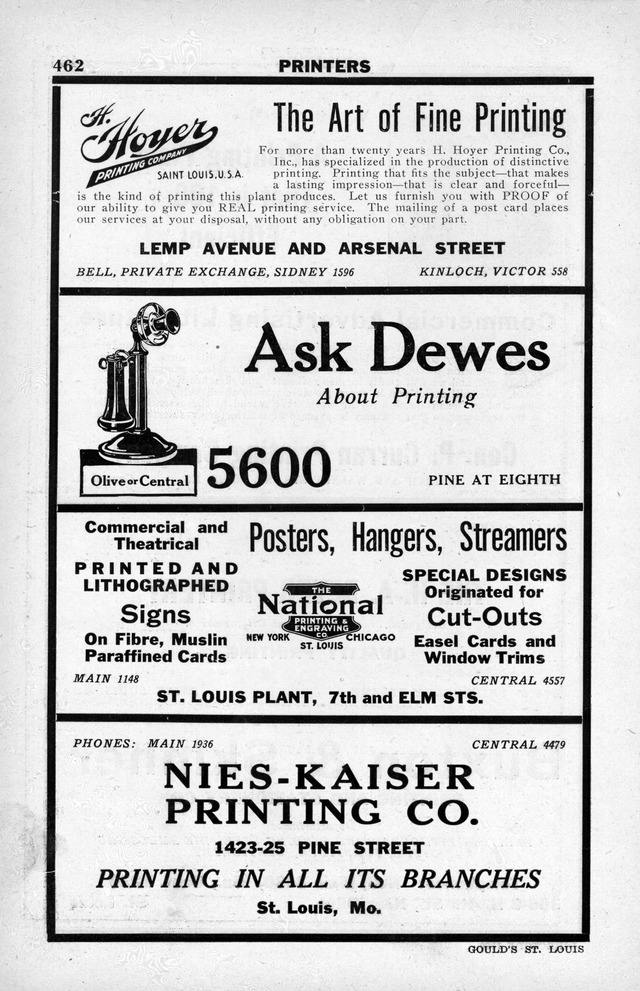 462
PRINTERS
H. Hoyer
PRINTING COMPANY
SAINT LOUIS, U.S.A.
The Art of Fine Printing
For more than twenty years H. Hoyer Printing Co.,
Inc., has specialized in the production of distinctive
printing. Printing that fits the subject—that makes
a lasting impression—that is clear and forceful—
is the kind of printing this plant produces. Let us furnish you with PROOF of
our ability to give you REAL printing service. The mailing of a post card places
our services at your disposal, without any obligation on your part.
LEMP AVENUE AND ARSENAL STREET
BELL, PRIVATE EXCHANGE, SIDNEY 1596
KINLOCH, VICTOR 558
Ask Dewes
About Printing
Olive or Central
5600
PINE AT EIGHTH
Commercial and
Theatrical
Posters, Hangers, Streamers
PRINTED AND
LITHOGRAPHED
Signs
On Fibre, Muslin
Paraffined Cards
THE
National
PRINTING &
ENGRAVING
CO
NEW YORK
CHICAGO
ST. LOUIS
SPECIAL DESIGNS
Originated for
Cut-Outs
Easel Cards and
Window Trims
MAIN 1148
CENTRAL 4557
ST. LOUIS PLANT, 7th and ELM STS.
PHONES: MAIN 1936
CENTRAL 4479
NIES-KAISER
PRINTING CO.
1423-25 PINE STREET
PRINTING IN ALL ITS BRANCHES
St. Louis, Mo.
GOULD'S ST. LOUIS